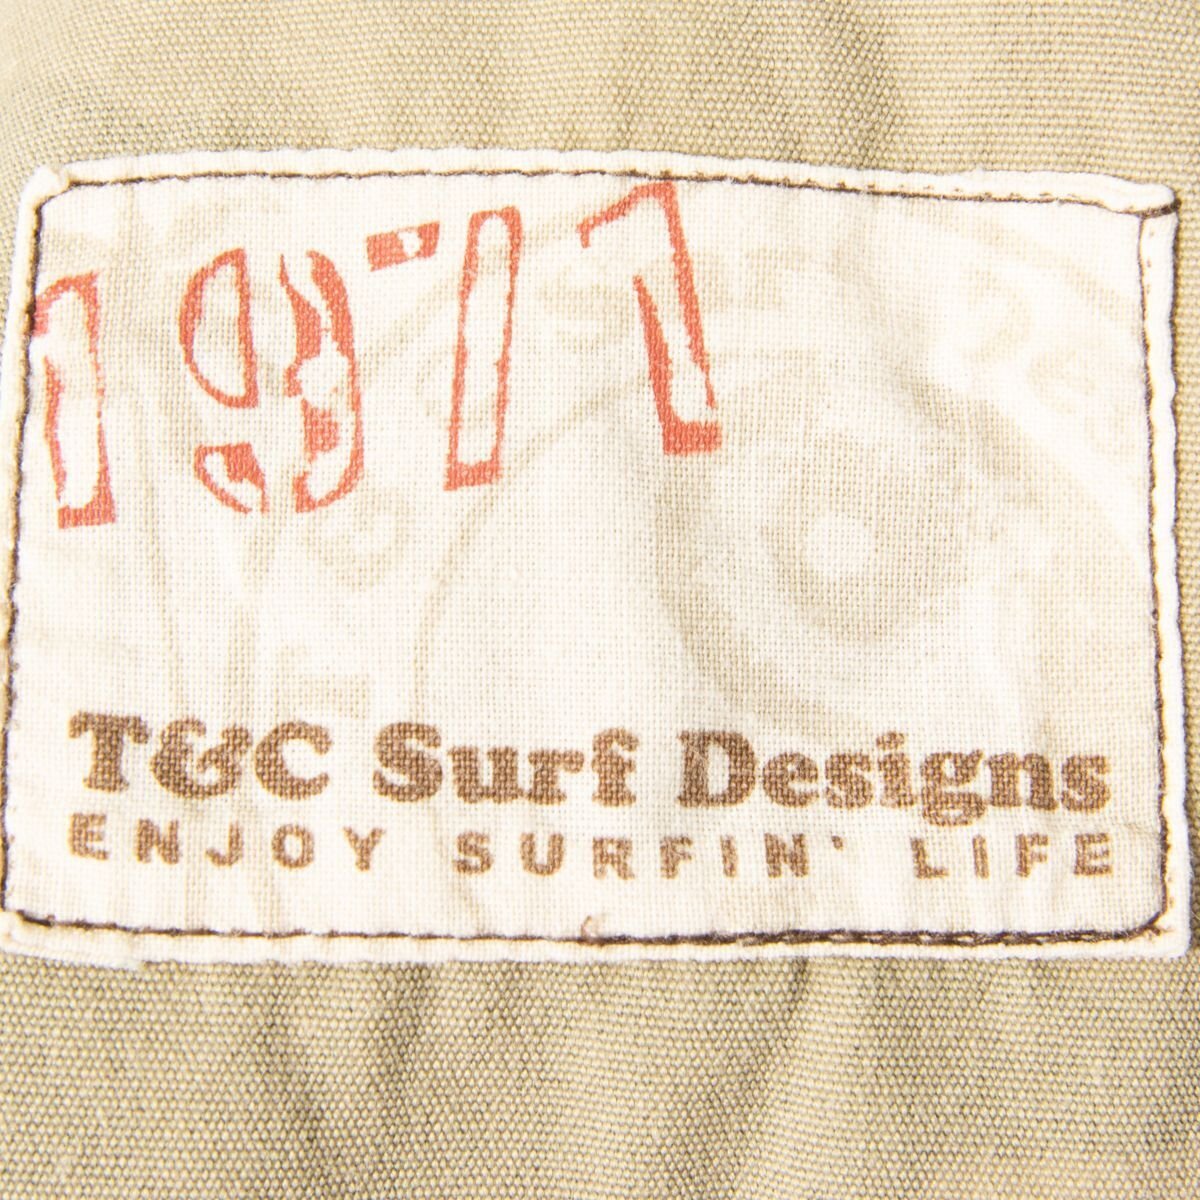 1971
T&C Surf Designs
ENJOY SURFIN' LIFE